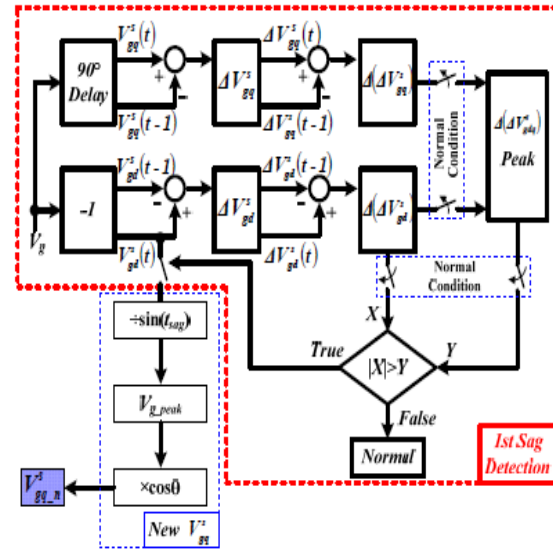 V^s_gq(t)
ΔV^s_gq(t)
90°
Delay
ΔV^s_gq
Δ(ΔV^s_gq)
V^s_gq(t-1)
ΔV^s_gq(t-1)
Normal
Condition
Δ(ΔV^s_gdq)
Peak
V^s_gd(t-1)
ΔV^s_gd(t-1)
-1
ΔV^s_gd
Δ(ΔV^s_gd)
V_g
V^s_gd(t)
ΔV^s_gd(t)
Normal
Condition
÷sin(t_sag)
X
True
Y
|X|>Y
V_g_peak
False
Normal
1st Sag
Detection
V^s_gq_n
×cosθ
New V^s_gq